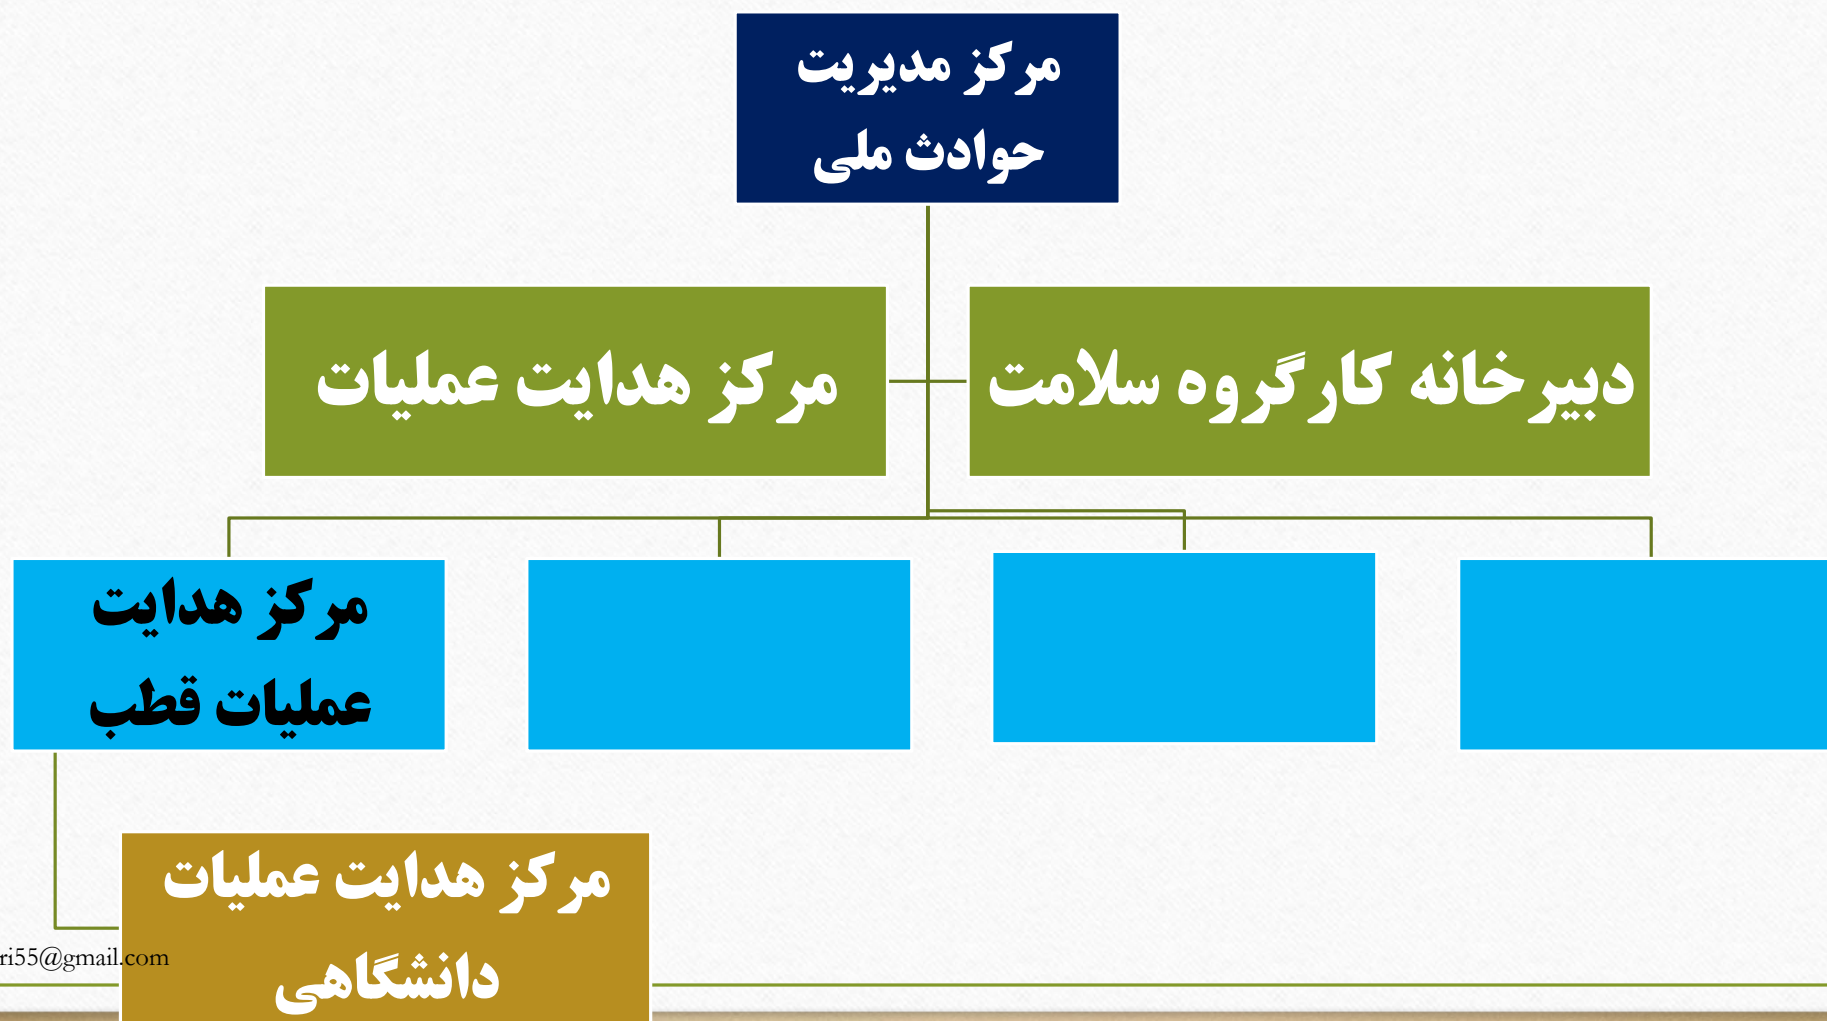 مرکز مدیریت
حوادث ملی
دبیرخانه کارگروه سلامت
مرکز هدایت عملیات
مرکز هدایت
عملیات قطب
مرکز هدایت عملیات
دانشگاهی
ri55@gmail.com